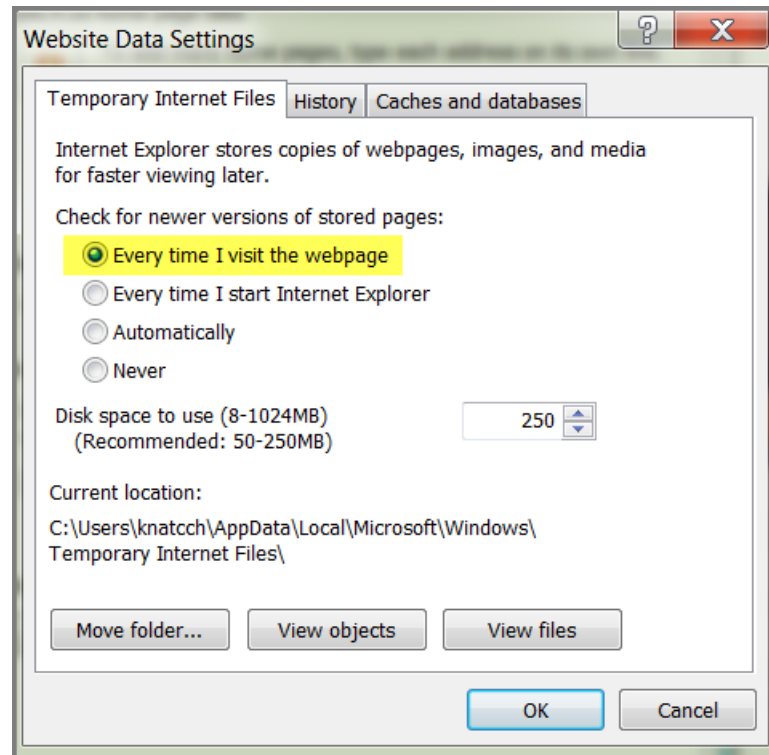 Website Data Settings
Temporary Internet Files
History
Caches and databases
Internet Explorer stores copies of webpages, images, and media
for faster viewing later.
Check for newer versions of stored pages:
Every time I visit the webpage
Every time I start Internet Explorer
Automatically
Never
Disk space to use (8-1024MB)
250
(Recommended: 50-250MB)
Current location:
C:\Users\knatcch\AppData\Local\Microsoft\Windows\
Temporary Internet Files\
Move folder...
View objects
View files
OK
Cancel